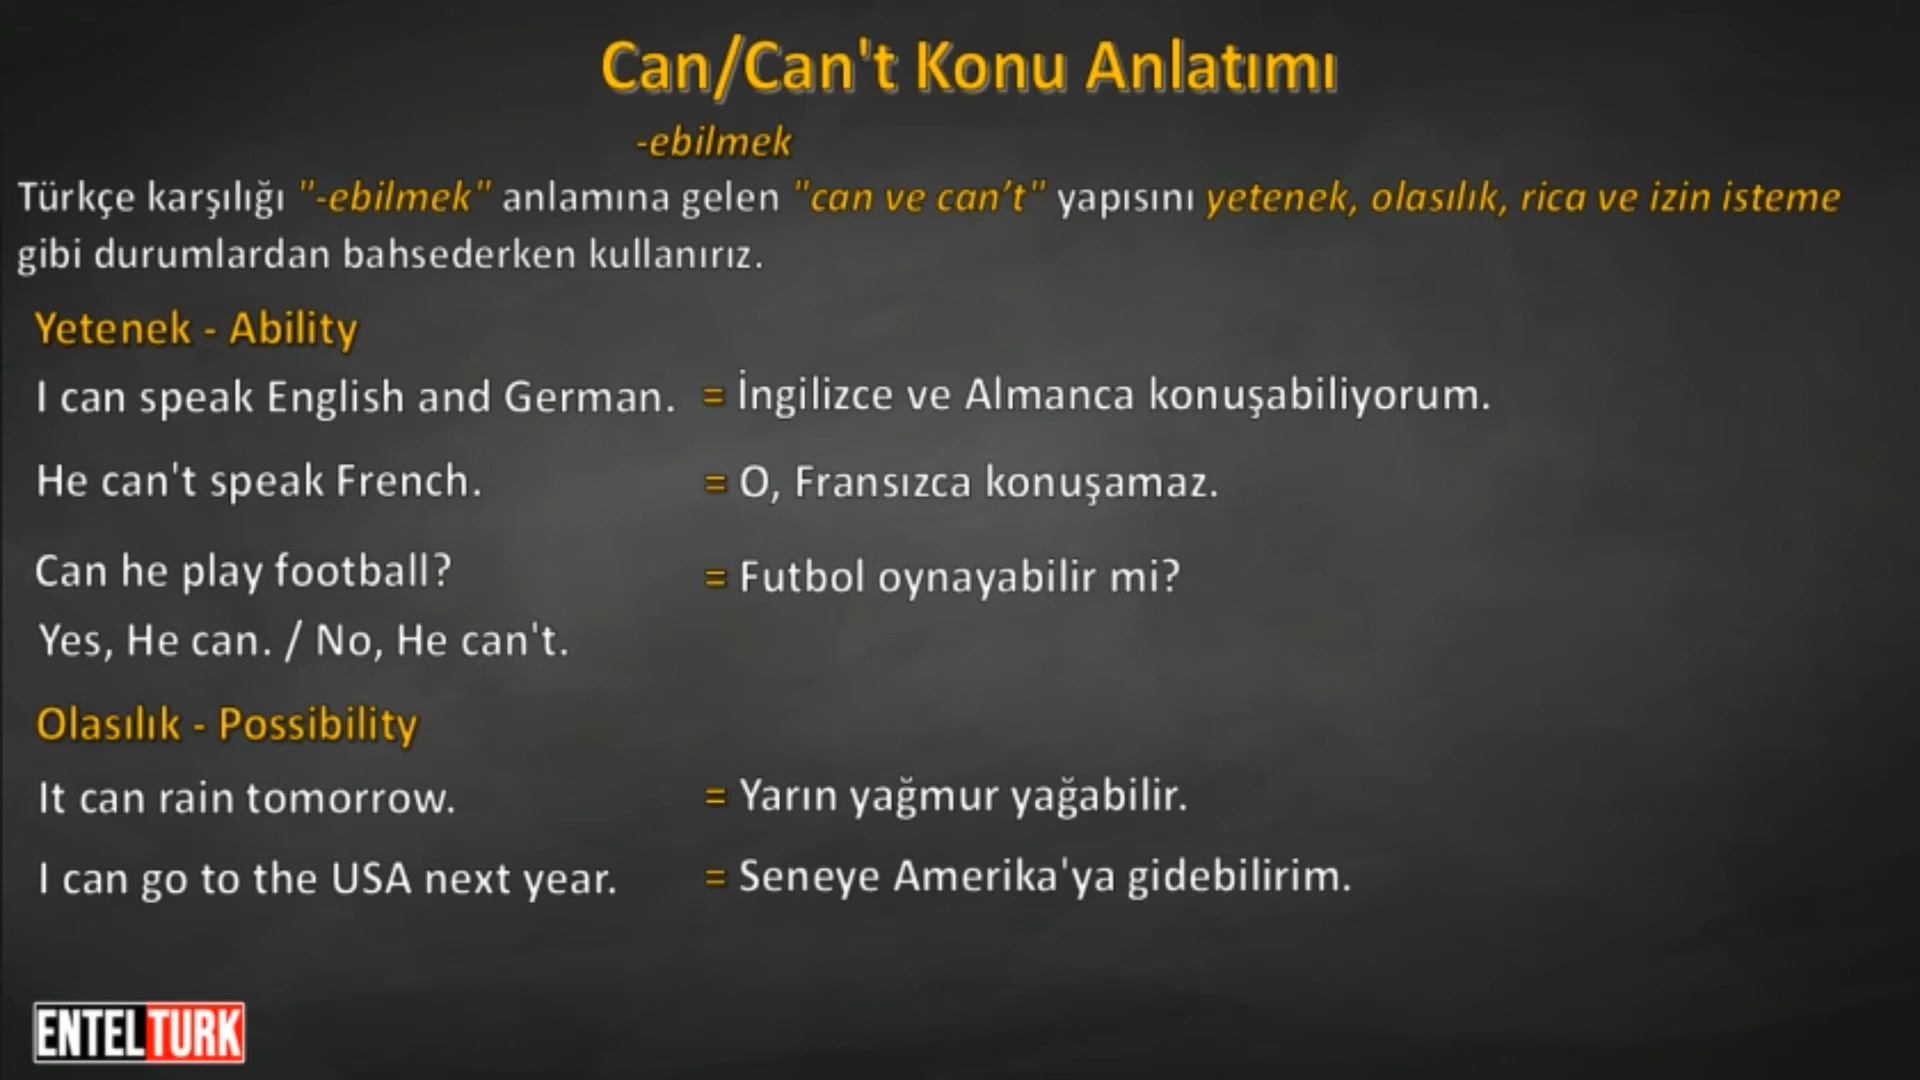 Can/Can't Konu Anlatımı
-ebilmek
Türkçe karşılığı "-ebilmek" anlamına gelen "can ve can’t" yapısını yetenek, olasılık, rica ve izin isteme
gibi durumlardan bahsederken kullanırız.
Yetenek - Ability
I can speak English and German. = İngilizce ve Almanca konuşabiliyorum.
He can't speak French. = O, Fransızca konuşamaz.
Can he play football? = Futbol oynayabilir mi?
Yes, He can. / No, He can't.
Olasılık - Possibility
It can rain tomorrow. = Yarın yağmur yağabilir.
I can go to the USA next year. = Seneye Amerika'ya gidebilirim.
ENTELTURK